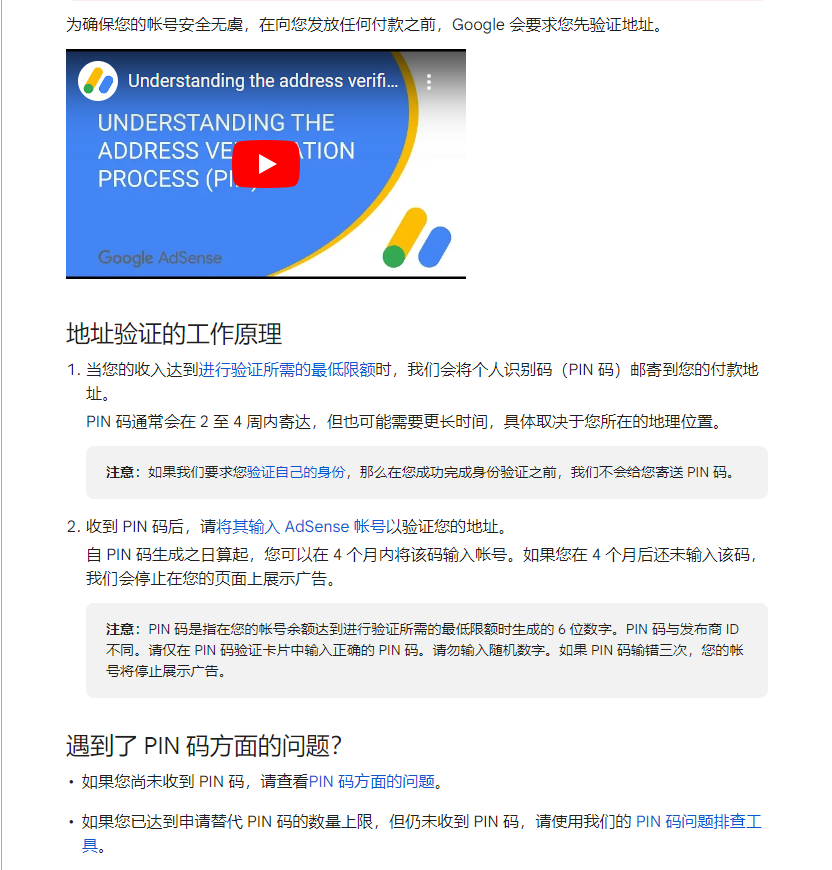 为确保您的帐号安全无虞，在向您发放任何付款之前，Google 会要求您先验证地址。
Understanding the address verifi...
UNDERSTANDING THE
ADDRESS VE ATION
PROCESS (PI
Google AdSense
地址验证的工作原理
1. 当您的收入达到进行验证所需的最低限额时，我们会将个人识别码（PIN 码）邮寄到您的付款地
址。
PIN 码通常会在 2 至 4 周内寄达，但也可能需要更长时间，具体取决于您所在的地理位置。
注意：如果我们要求您验证自己的身份，那么在您成功完成身份验证之前，我们不会给您寄送 PIN 码。
2. 收到 PIN 码后，请将其输入 AdSense 帐号以验证您的地址。
自 PIN 码生成之日算起，您可以在 4 个月内将该码输入帐号。如果您在 4 个月后还未输入该码，
我们会停止在您的页面上展示广告。
注意：PIN 码是指在您的帐号余额达到进行验证所需的最低限额时生成的 6 位数字。PIN 码与发布商 ID
不同。请仅在 PIN 码验证卡片中输入正确的 PIN 码。请勿输入随机数字。如果 PIN 码输错三次，您的帐
号将停止展示广告。
遇到了 PIN 码方面的问题？
• 如果您尚未收到 PIN 码，请查看PIN 码方面的问题。
• 如果您已达到申请替代 PIN 码的数量上限，但仍未收到 PIN 码，请使用我们的 PIN 码问题排查工
具。